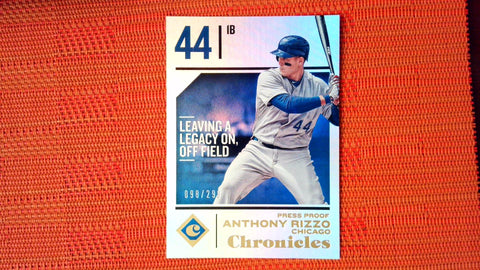 44
1B
LEAVING A
LEGACY ON,
OFF FIELD
44
PRESS PROOF
ANTHONY RIZZO
CHICAGO
Chronicles
C